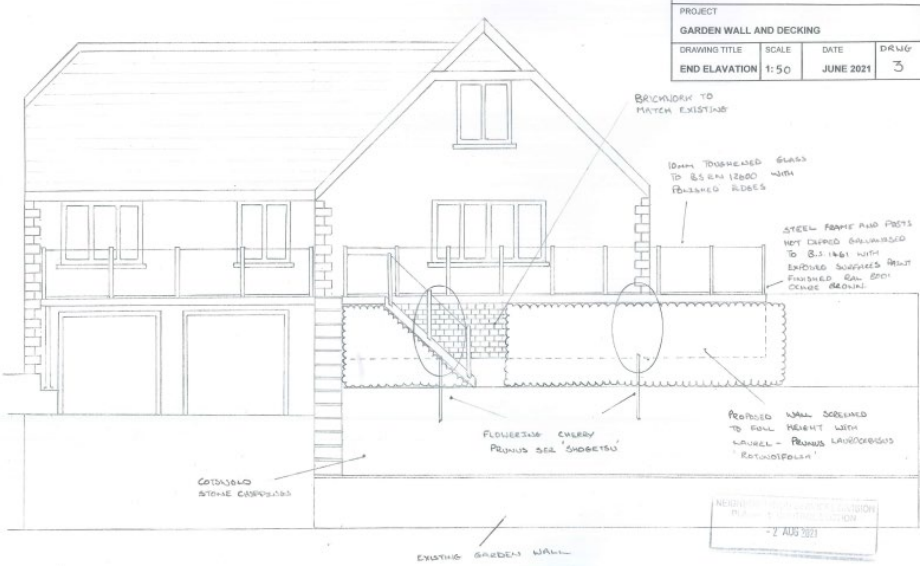 PROJECT
GARDEN WALL AND DECKING
DRAWING TITLE SCALE DATE DRWG
END ELAVATION 1:50 JUNE 2021 3
BRICKWORK TO
MATCH EXISTING
10MM TOUGHENED GLASS
TO BS EN 12600 WITH
POLISHED EDGES
STEEL FRAME AND POSTS
HOT DIPPED GALVANISED
TO B.S. 1461 WITH
EXPOSED SURFACES PAINT
FINISHED RAL 8001
OCHRE BROWN.
PROPOSED WALL SCREENED
TO FULL HEIGHT WITH
LAUREL - PRUNUS LAUROCERASUS
'ROTUNDIFOLIA'
FLOWERING CHERRY
PRUNUS SER 'SHOGETSU'
COTSWOLD
STONE CHIPPINGS
- 2 AUG 2021
EXISTING GARDEN WALL